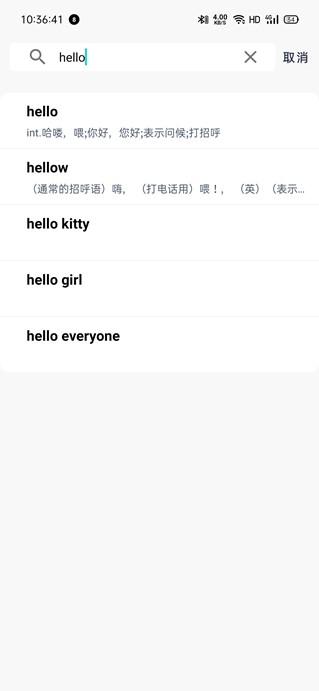 10:36:41 8 4.00 KB/S HD 4G 54
hello 取消
hello
int.哈喽，喂;你好，您好;表示问候;打招呼
hellow
（通常的招呼语）嗨， （打电话用）喂！， （英）（表示...
hello kitty
hello girl
hello everyone